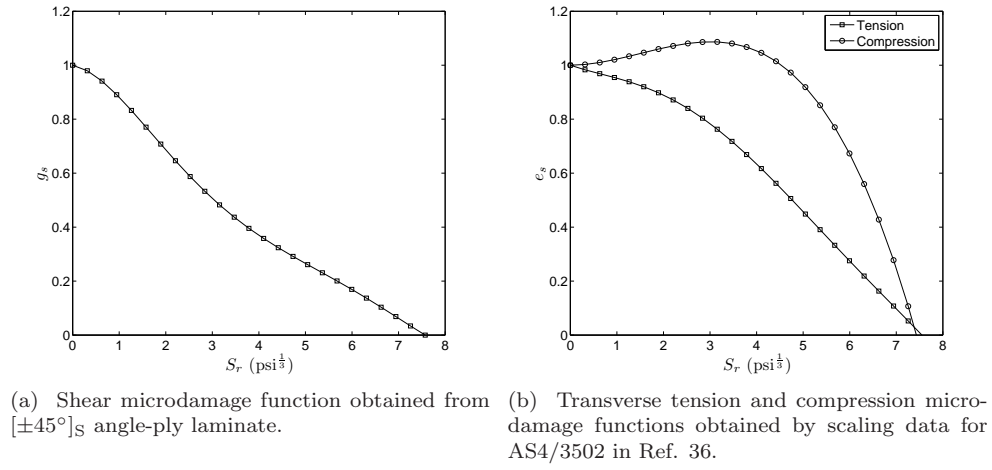 1.2
1
0.8
0.6
0.4
0.2
0
0 1 2 3 4 5 6 7 8
g_s
S_r (psi^{1/3})
1.2
1
0.8
0.6
0.4
0.2
0
0 1 2 3 4 5 6 7 8
e_s
S_r (psi^{1/3})
Tension
Compression
(a) Shear microdamage function obtained from
[±45°]_S angle-ply laminate.
(b) Transverse tension and compression micro-
damage functions obtained by scaling data for
AS4/3502 in Ref. 36.